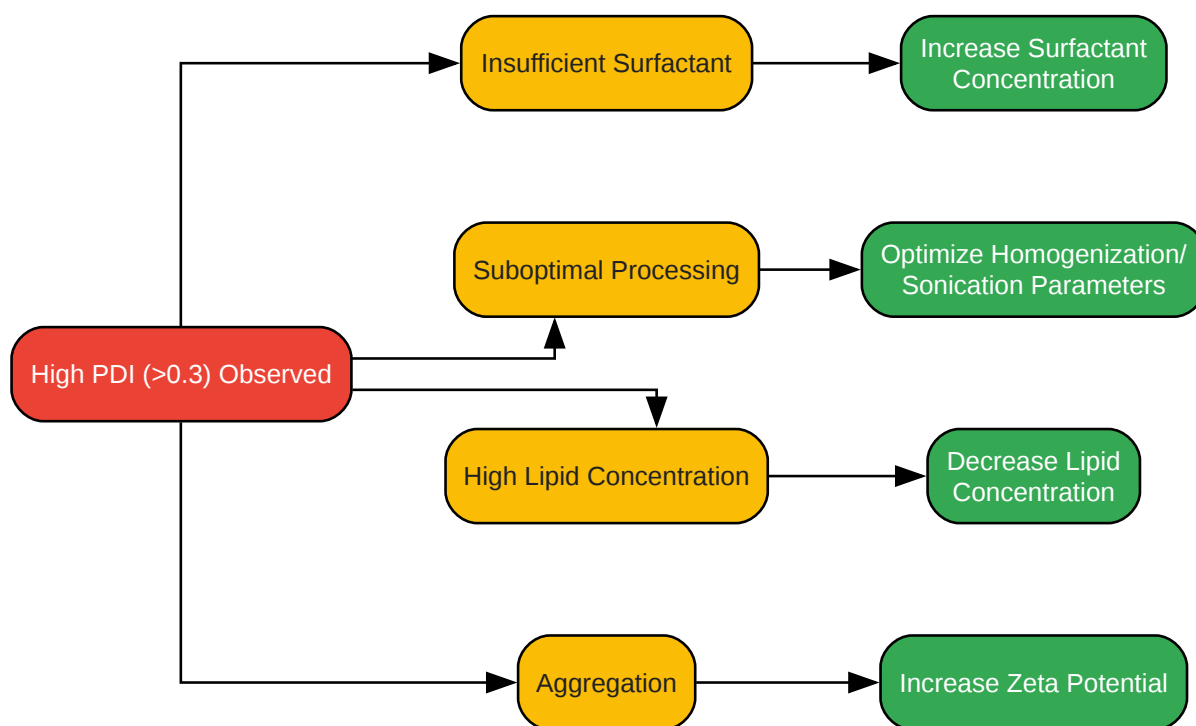 Insufficient Surfactant
Increase Surfactant
Concentration
Suboptimal Processing
Optimize Homogenization/
Sonication Parameters
High PDI (>0.3) Observed
High Lipid Concentration
Decrease Lipid
Concentration
Aggregation
Increase Zeta Potential